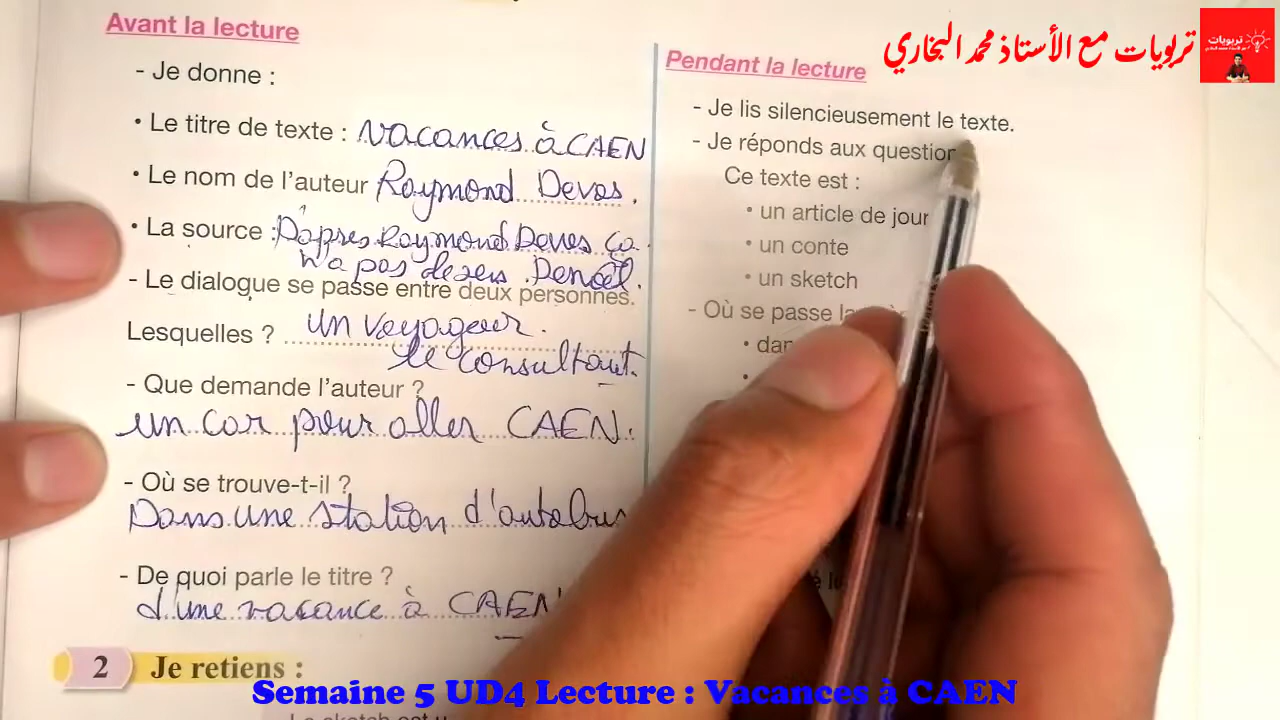 Avant la lecture
- Je donne :
• Le titre de texte : vacances à CAEN
• Le nom de l'auteur Raymond Devos.
• La source : D'après Raymond Devos ça
n'a pas de sens. Denoël.
- Le dialogue se passe entre deux personnes.
Lesquelles ? un voyageur.
le consultant.
- Que demande l'auteur ?
un car pour aller CAEN.
- Où se trouve-t-il ?
Dans une station d'autobus
- De quoi parle le titre ?
d'une vacance à CAEN
2 Je retiens :
Pendant la lecture
- Je lis silencieusement le texte.
- Je réponds aux question
Ce texte est :
• un article de jour
• un conte
• un sketch
- Où se passe la
• dan
تربويات مع الأستاذ محمد البخاري
تربويات
Semaine 5 UD4 Lecture : Vacances à CAEN